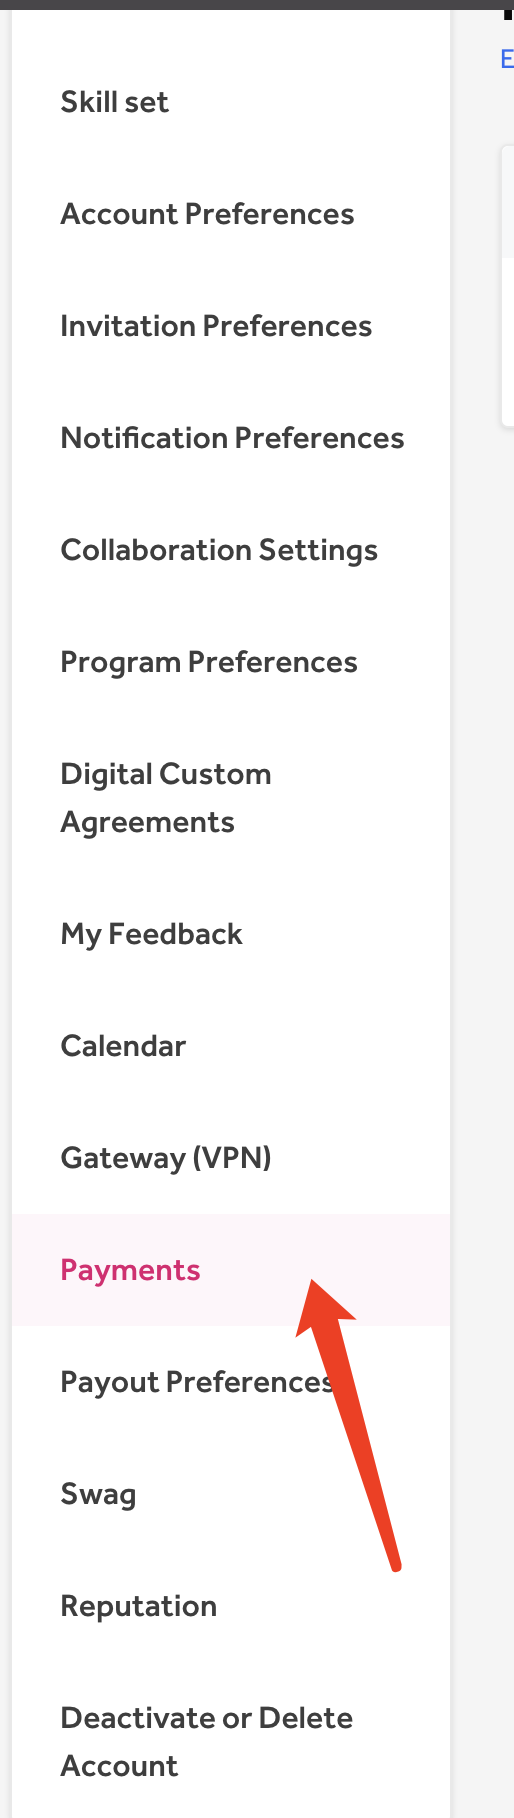 E
Skill set
Account Preferences
Invitation Preferences
Notification Preferences
Collaboration Settings
Program Preferences
Digital Custom
Agreements
My Feedback
Calendar
Gateway (VPN)
Payments
Payout Preferences
Swag
Reputation
Deactivate or Delete
Account